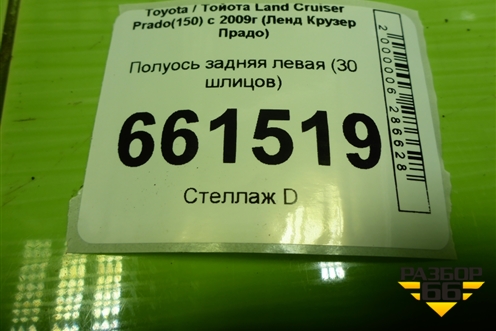 Toyota / Тойота Land Cruiser
Prado(150) с 2009г (Ленд Крузер
Прадо)
Полуось задняя левая (30
шлицов)
661519
Стеллаж D
2000006286628
РАЗБОР
66